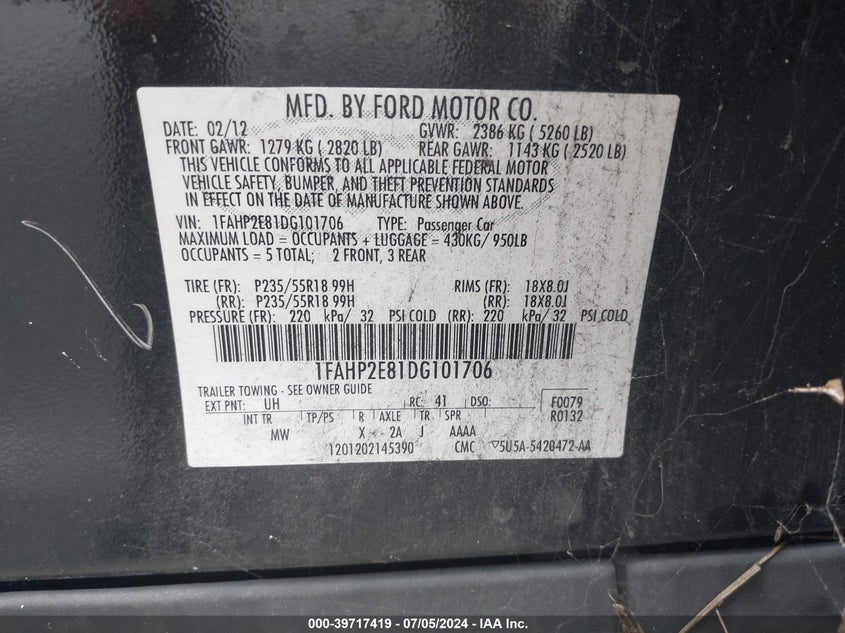 MFD. BY FORD MOTOR CO.
DATE: 02/12 GVWR: 2386 KG ( 5260 LB)
FRONT GAWR: 1279 KG ( 2820 LB) REAR GAWR: 1143 KG ( 2520 LB)
THIS VEHICLE CONFORMS TO ALL APPLICABLE FEDERAL MOTOR
VEHICLE SAFETY, BUMPER, AND THEFT PREVENTION STANDARDS
IN EFFECT ON THE DATE OF MANUFACTURE SHOWN ABOVE.
VIN: 1FAHP2E81DG101706 TYPE: Passenger Car
MAXIMUM LOAD = OCCUPANTS + LUGGAGE = 430KG/ 950LB
OCCUPANTS = 5 TOTAL; 2 FRONT, 3 REAR
TIRE (FR): P235/55R18 99H RIMS (FR): 18X8.0J
(RR): P235/55R18 99H (RR): 18X8.0J
PRESSURE (FR): 220 kPa/ 32 PSI COLD (RR): 220 kPa/ 32 PSI COLD
1FAHP2E81DG101706
TRAILER TOWING - SEE OWNER GUIDE
EXT PNT: UH RC: 41 DSO: F0079
INT TR TP/PS R AXLE TR SPR R0132
MW X 2A J AAAA
1201202145390 CMC ▽5U5A-5420472-AA
000-39717419 - 07/05/2024 - IAA Inc.